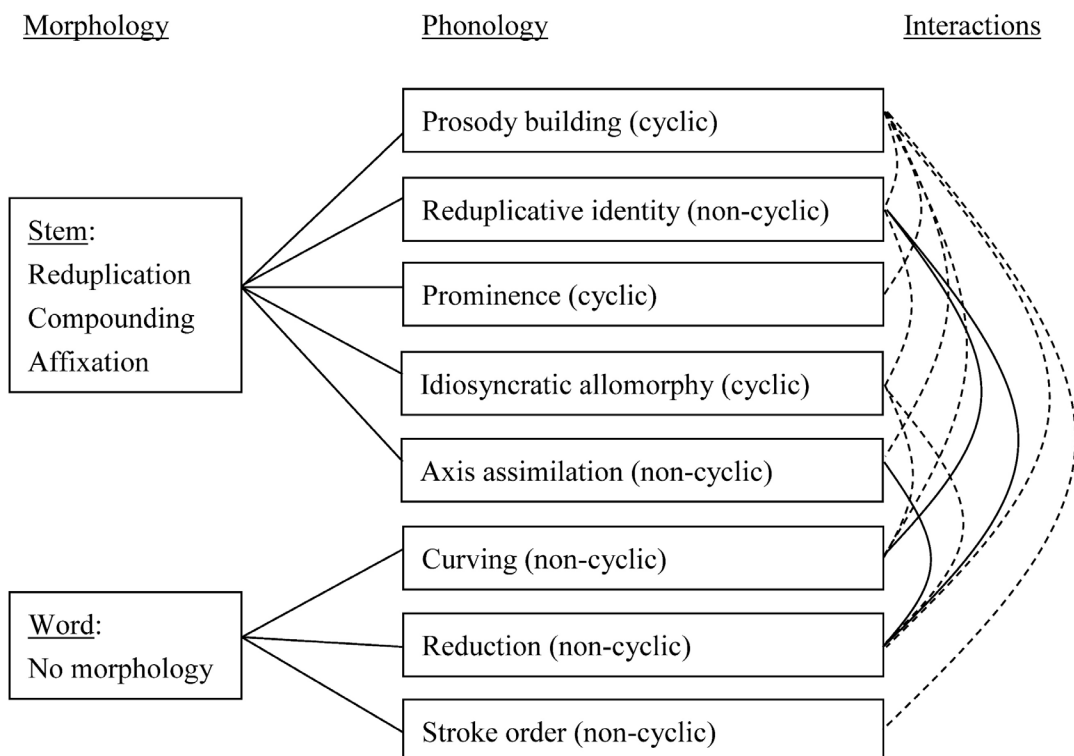 Morphology
Phonology
Interactions
Prosody building (cyclic)
Reduplicative identity (non-cyclic)
Stem:
Reduplication
Compounding
Affixation
Prominence (cyclic)
Idiosyncratic allomorphy (cyclic)
Axis assimilation (non-cyclic)
Curving (non-cyclic)
Word:
No morphology
Reduction (non-cyclic)
Stroke order (non-cyclic)